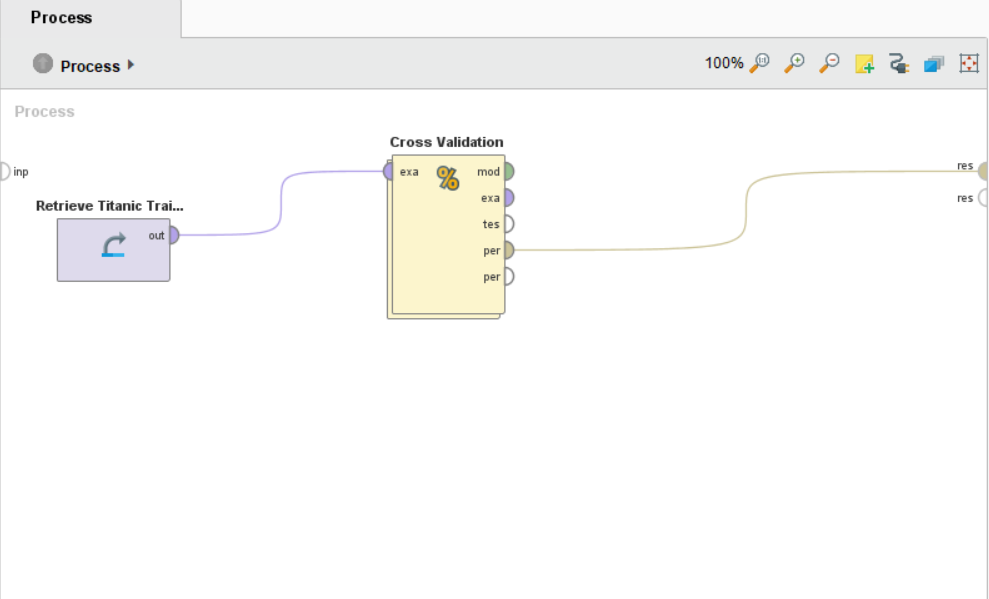 Process
Process
100%
Process
inp
Retrieve Titanic Trai...
out
Cross Validation
exa
%
mod
exa
tes
per
per
res
res